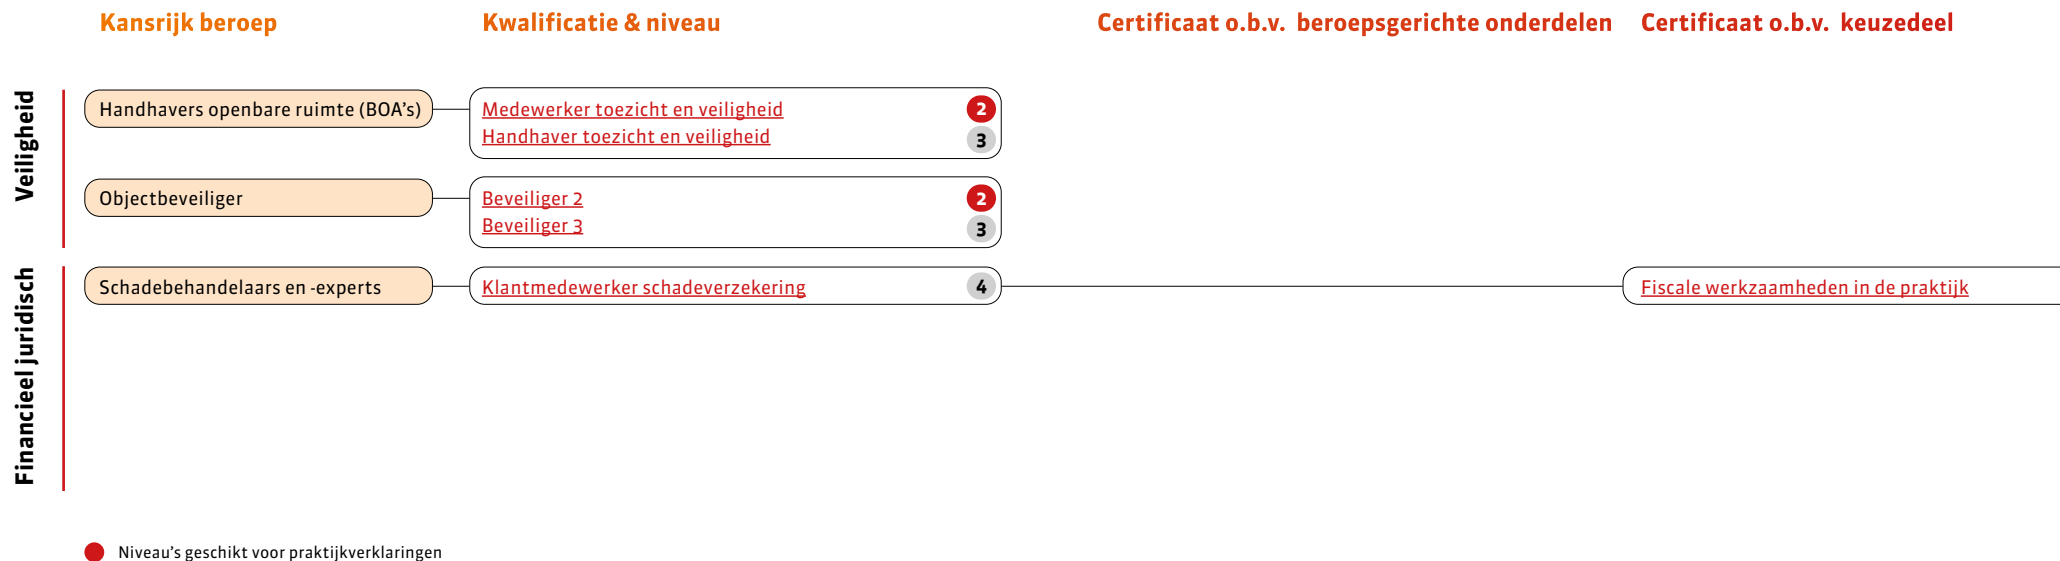 Kansrijk beroep
Kwalificatie & niveau
Certificaat o.b.v. beroepsgerichte onderdelen
Certificaat o.b.v. keuzedeel
Veiligheid
Handhavers openbare ruimte (BOA's)
Medewerker toezicht en veiligheid 2
Handhaver toezicht en veiligheid 3
Objectbeveiliger
Beveiliger 2 2
Beveiliger 3 3
Financieel juridisch
Schadebehandelaars en -experts
Klantmedewerker schadeverzekering 4
Fiscale werkzaamheden in de praktijk
Niveau's geschikt voor praktijkverklaringen